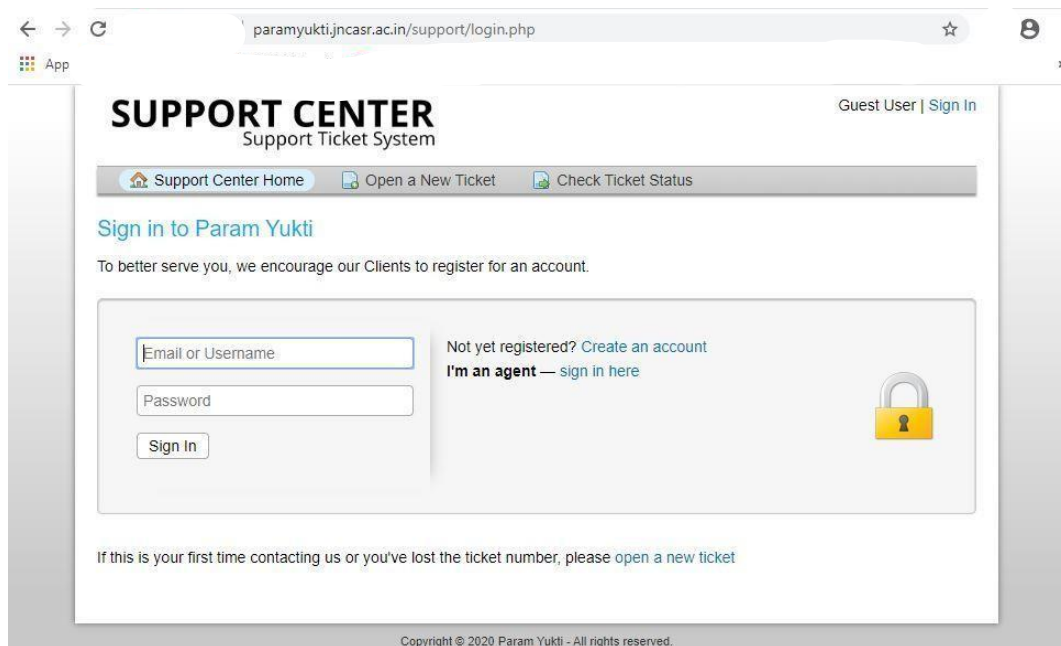 paramyukti.jncasr.ac.in/support/login.php
App
SUPPORT CENTER
Support Ticket System
Guest User | Sign In
Support Center Home Open a New Ticket Check Ticket Status
Sign in to Param Yukti
To better serve you, we encourage our Clients to register for an account.
Email or Username
Not yet registered? Create an account
I'm an agent — sign in here
Password
Sign In
If this is your first time contacting us or you've lost the ticket number, please open a new ticket
Copyright © 2020 Param Yukti - All rights reserved.